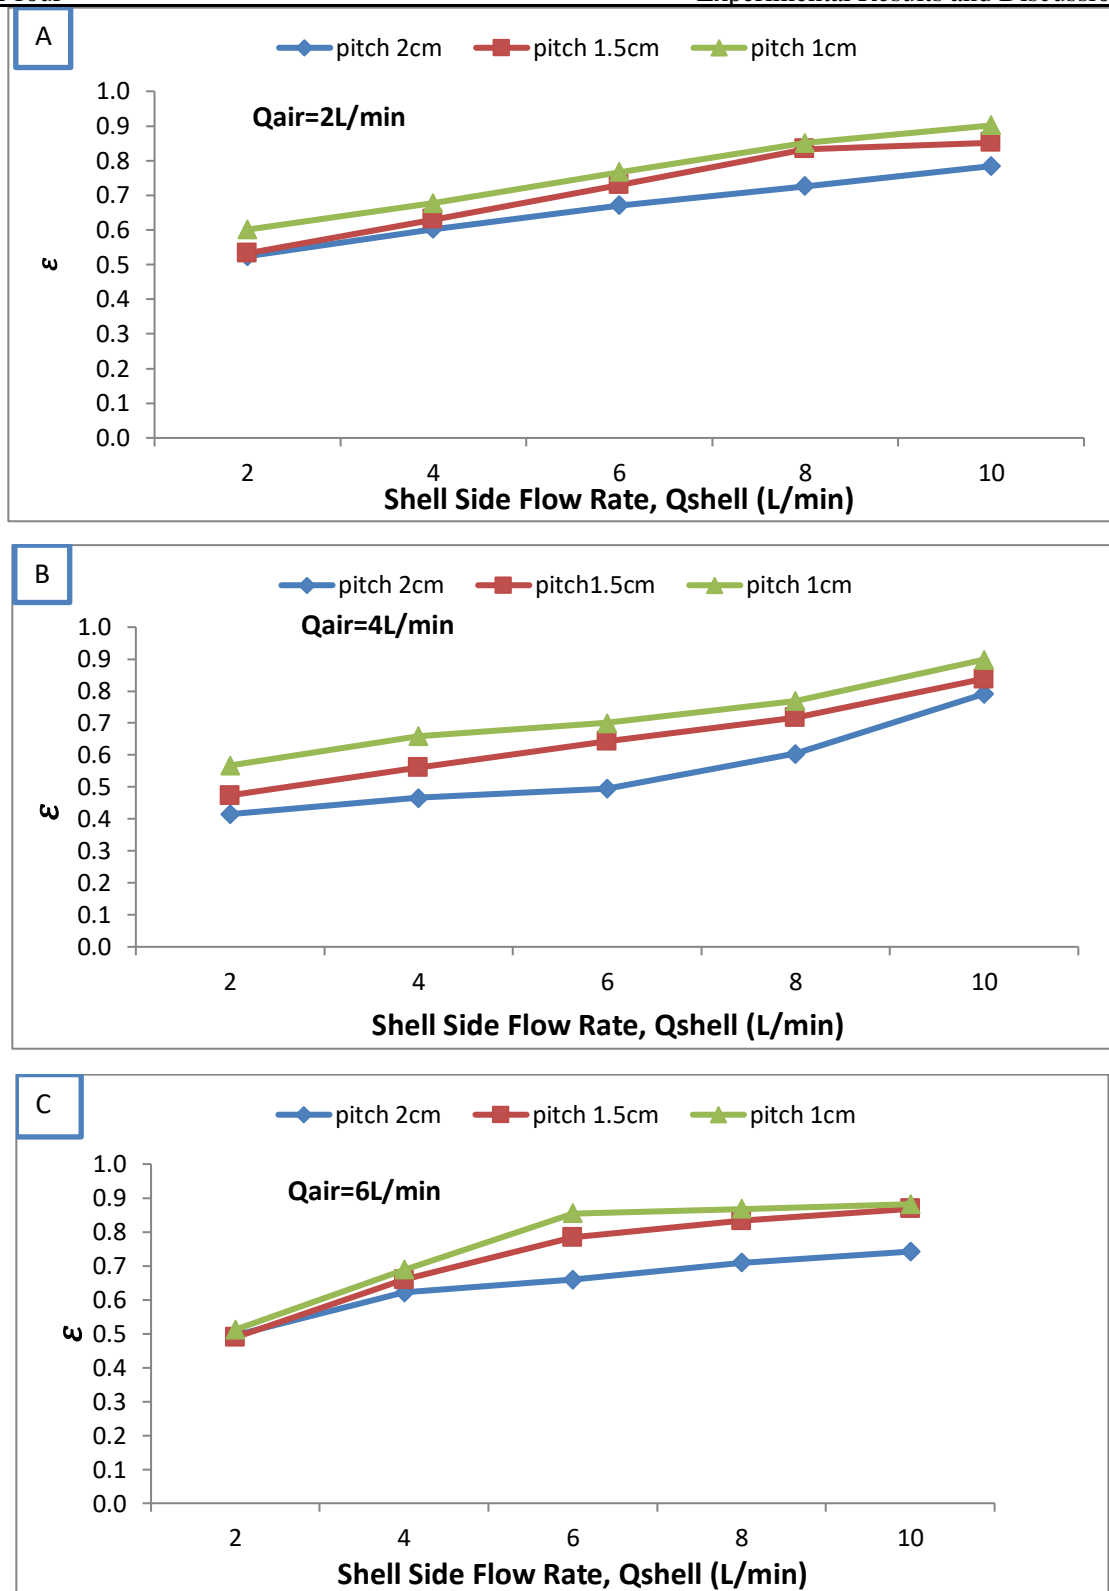 A
pitch 2cm pitch 1.5cm pitch 1cm
Qair=2L/min
1.0
0.9
0.8
0.7
0.6
0.5
0.4
0.3
0.2
0.1
0.0
ε
2 4 6 8 10
Shell Side Flow Rate, Qshell (L/min)
B
pitch 2cm pitch1.5cm pitch 1cm
Qair=4L/min
1.0
0.9
0.8
0.7
0.6
0.5
0.4
0.3
0.2
0.1
0.0
ε
2 4 6 8 10
Shell Side Flow Rate, Qshell (L/min)
C
pitch 2cm pitch 1.5cm pitch 1cm
Qair=6L/min
1.0
0.9
0.8
0.7
0.6
0.5
0.4
0.3
0.2
0.1
0.0
ε
2 4 6 8 10
Shell Side Flow Rate, Qshell (L/min)